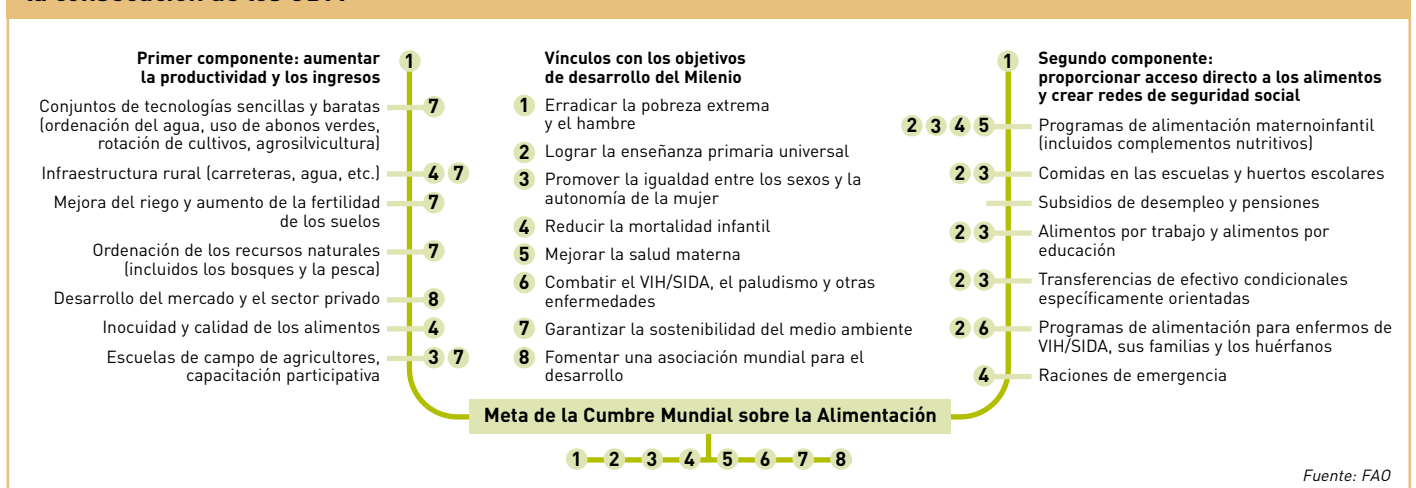 la consecución de los ODM
Primer componente: aumentar
la productividad y los ingresos
1
Conjuntos de tecnologías sencillas y baratas
(ordenación del agua, uso de abonos verdes,
rotación de cultivos, agrosilvicultura)
7
Infraestructura rural (carreteras, agua, etc.)
4 7
Mejora del riego y aumento de la fertilidad
de los suelos
7
Ordenación de los recursos naturales
(incluidos los bosques y la pesca)
7
Desarrollo del mercado y el sector privado
8
Inocuidad y calidad de los alimentos
4
Escuelas de campo de agricultores,
capacitación participativa
3 7
Vínculos con los objetivos
de desarrollo del Milenio
1 Erradicar la pobreza extrema
y el hambre
2 Lograr la enseñanza primaria universal
3 Promover la igualdad entre los sexos y la
autonomía de la mujer
4 Reducir la mortalidad infantil
5 Mejorar la salud materna
6 Combatir el VIH/SIDA, el paludismo y otras
enfermedades
7 Garantizar la sostenibilidad del medio ambiente
8 Fomentar una asociación mundial para el
desarrollo
1
Segundo componente:
proporcionar acceso directo a los alimentos
y crear redes de seguridad social
2 3 4 5
Programas de alimentación maternoinfantil
(incluidos complementos nutritivos)
2 3
Comidas en las escuelas y huertos escolares
Subsidios de desempleo y pensiones
2 3
Alimentos por trabajo y alimentos por
educación
2 3
Transferencias de efectivo condicionales
específicamente orientadas
2 6
Programas de alimentación para enfermos de
VIH/SIDA, sus familias y los huérfanos
4
Raciones de emergencia
Meta de la Cumbre Mundial sobre la Alimentación
1 2 3 4 5 6 7 8
Fuente: FAO